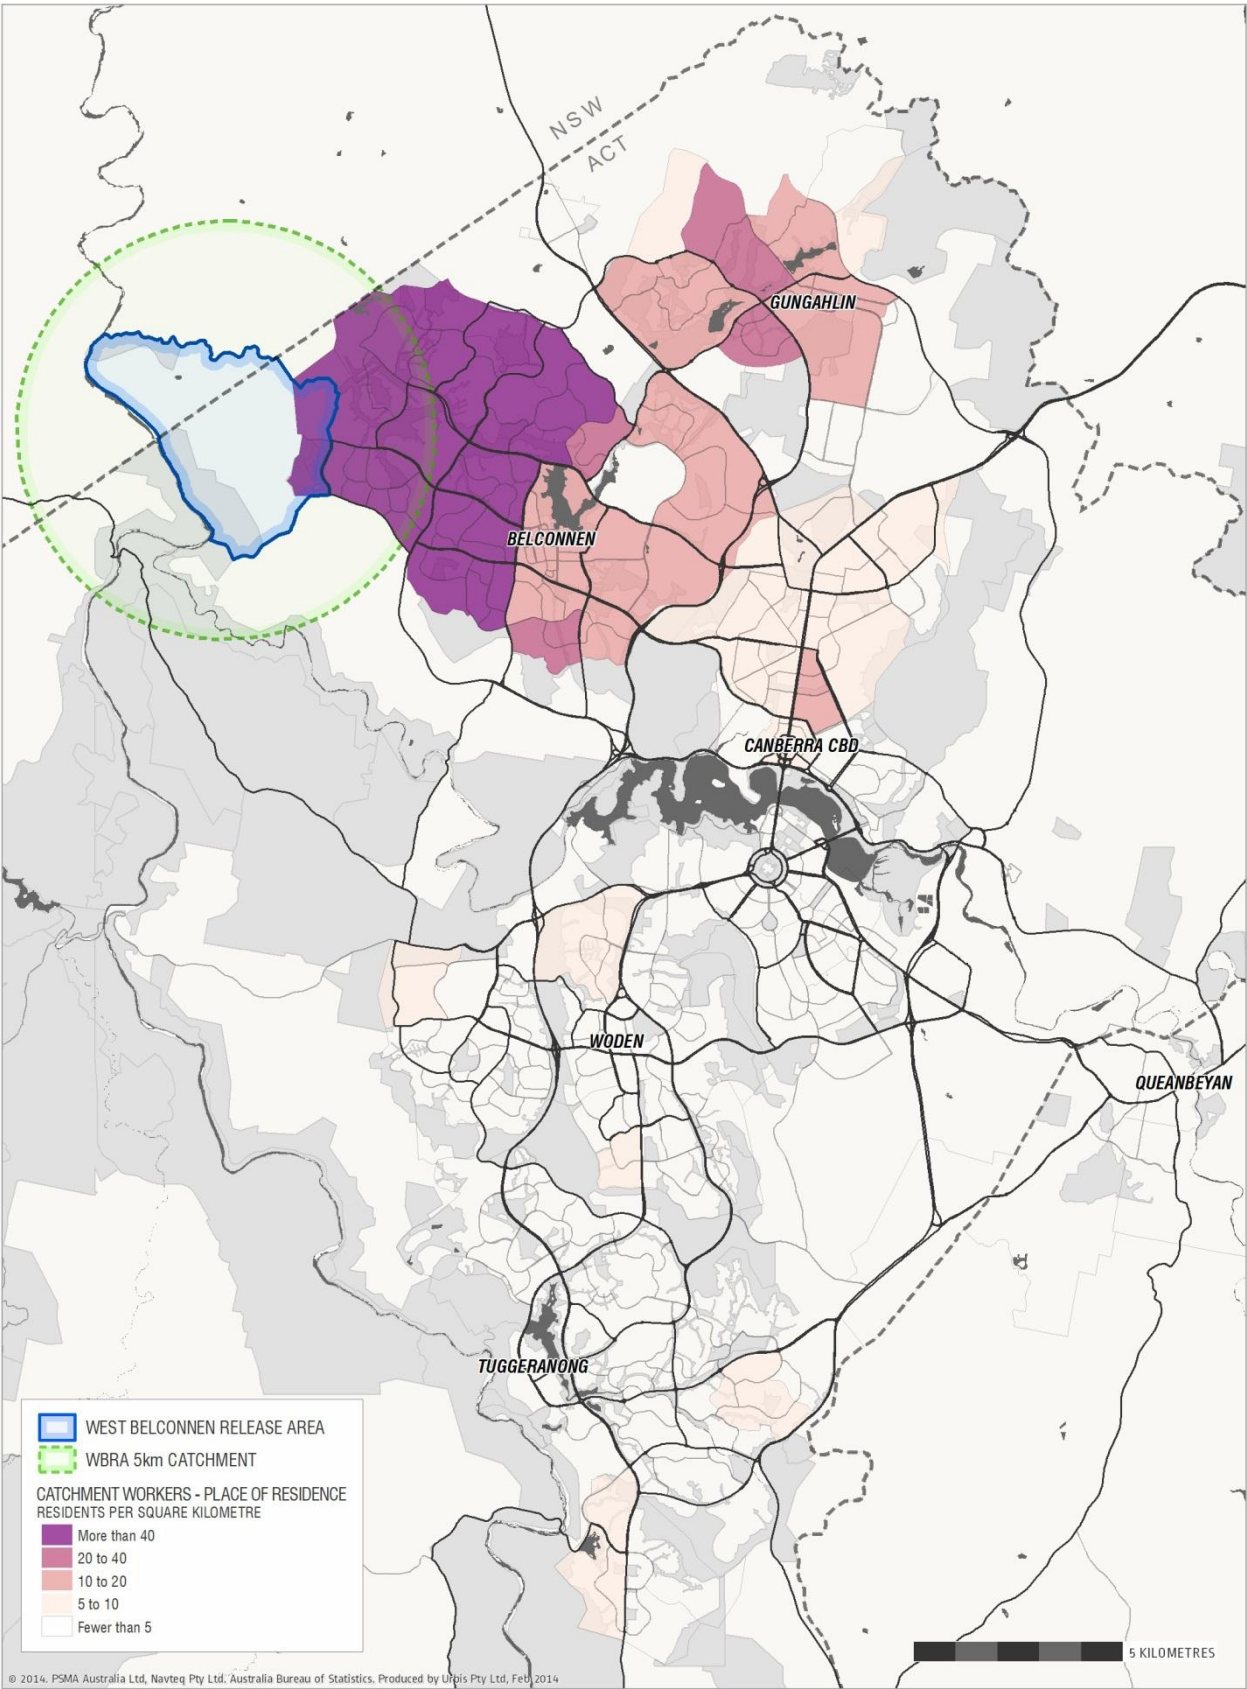 NSW
ACT
GUNGAHLIN
BELCONNEN
CANBERRA CBD
WODEN
QUEANBEYAN
TUGGERANONG
WEST BELCONNEN RELEASE AREA
WBRA 5km CATCHMENT
CATCHMENT WORKERS - PLACE OF RESIDENCE
RESIDENTS PER SQUARE KILOMETRE
More than 40
20 to 40
10 to 20
5 to 10
Fewer than 5
5 KILOMETRES
© 2014. PSMA Australia Ltd, Navteq Pty Ltd. Australia Bureau of Statistics. Produced by Urbis Pty Ltd, Feb 2014